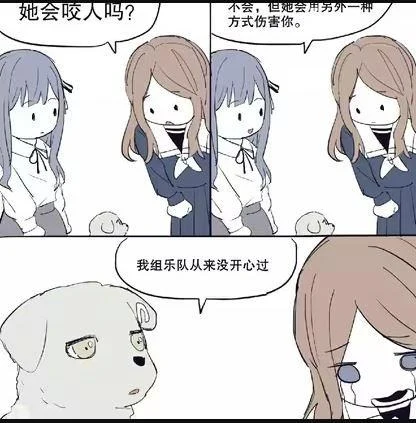 她会咬人吗?
不会，但她会用另外一种
方式伤害你。
我组乐队从来没开心过